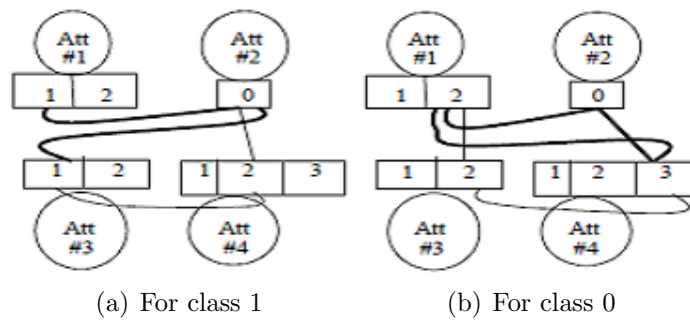 Att Att Att Att
#1 #2 #1 #2
1 2 0 1 2 0
1 2 1 2 3 1 2 1 2 3
Att Att Att Att
#3 #4 #3 #4
(a) For class 1 (b) For class 0